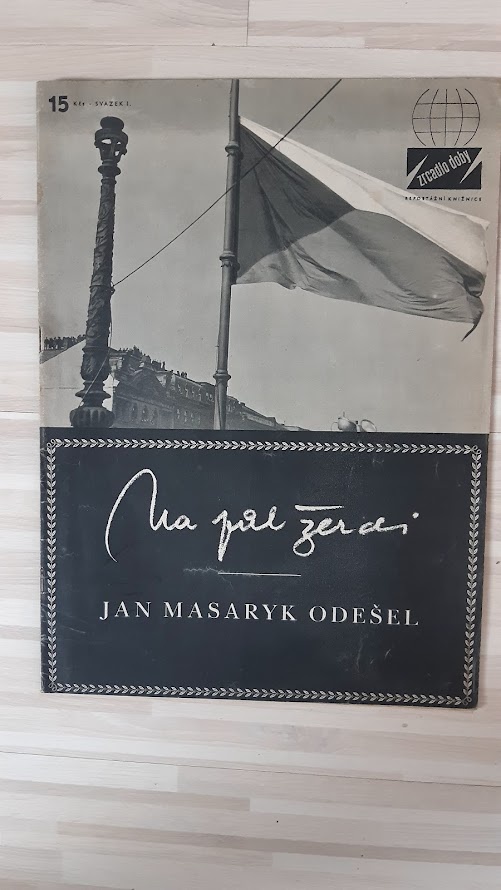 15 Kčs - SVAZEK I.
zrcadlo doby
REPORTÁŽNÍ KNIŽNICE
Na půl žerdi
JAN MASARYK ODEŠEL